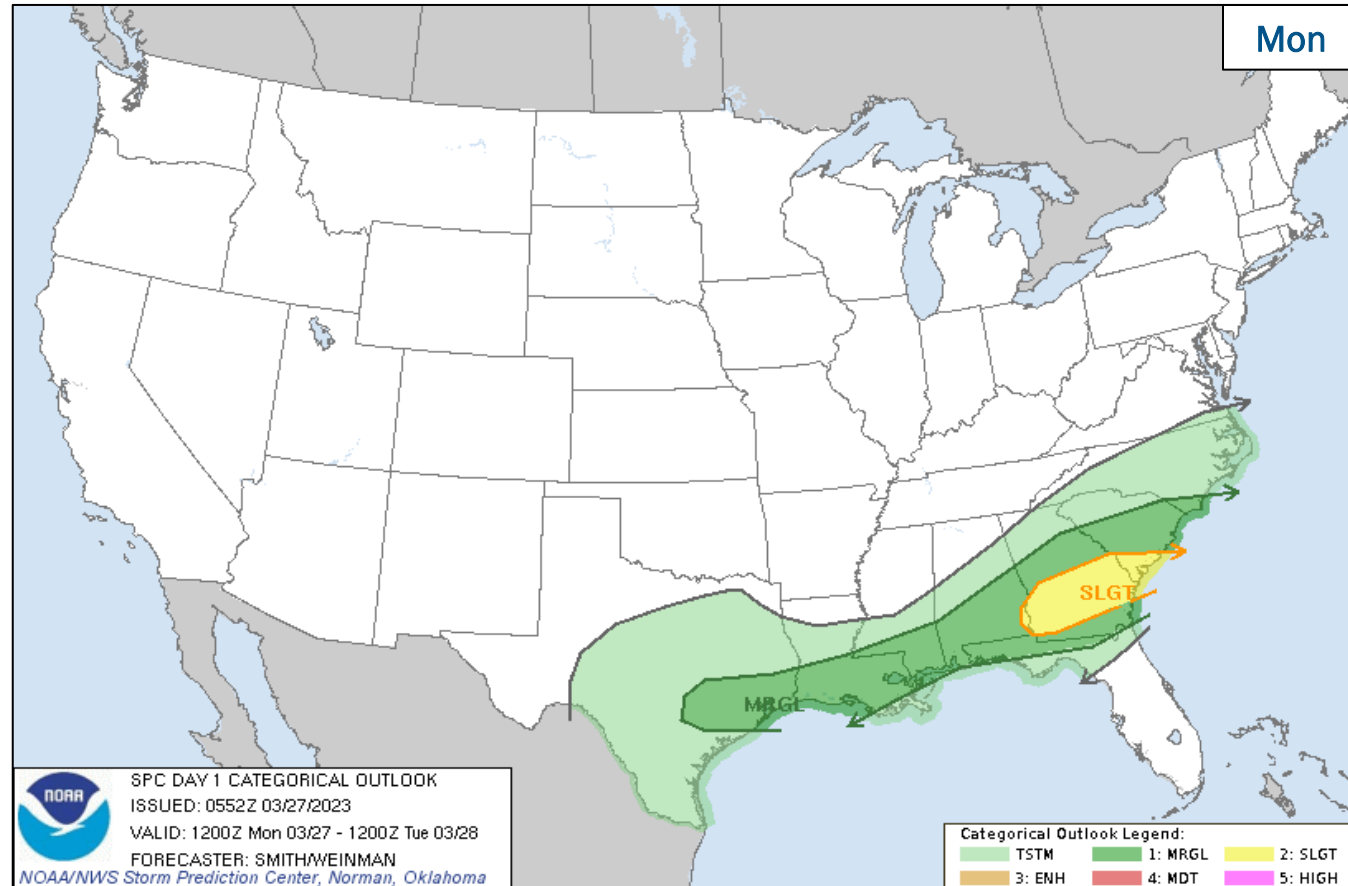 Mon
SLGT
MRGL
NOAA
SPC DAY 1 CATEGORICAL OUTLOOK
ISSUED: 0552Z 03/27/2023
VALID: 1200Z Mon 03/27 - 1200Z Tue 03/28
FORECASTER: SMITH/WEINMAN
NOAA/NWS Storm Prediction Center, Norman, Oklahoma
Categorical Outlook Legend:
TSTM 1: MRGL 2: SLGT
3: ENH 4: MDT 5: HIGH